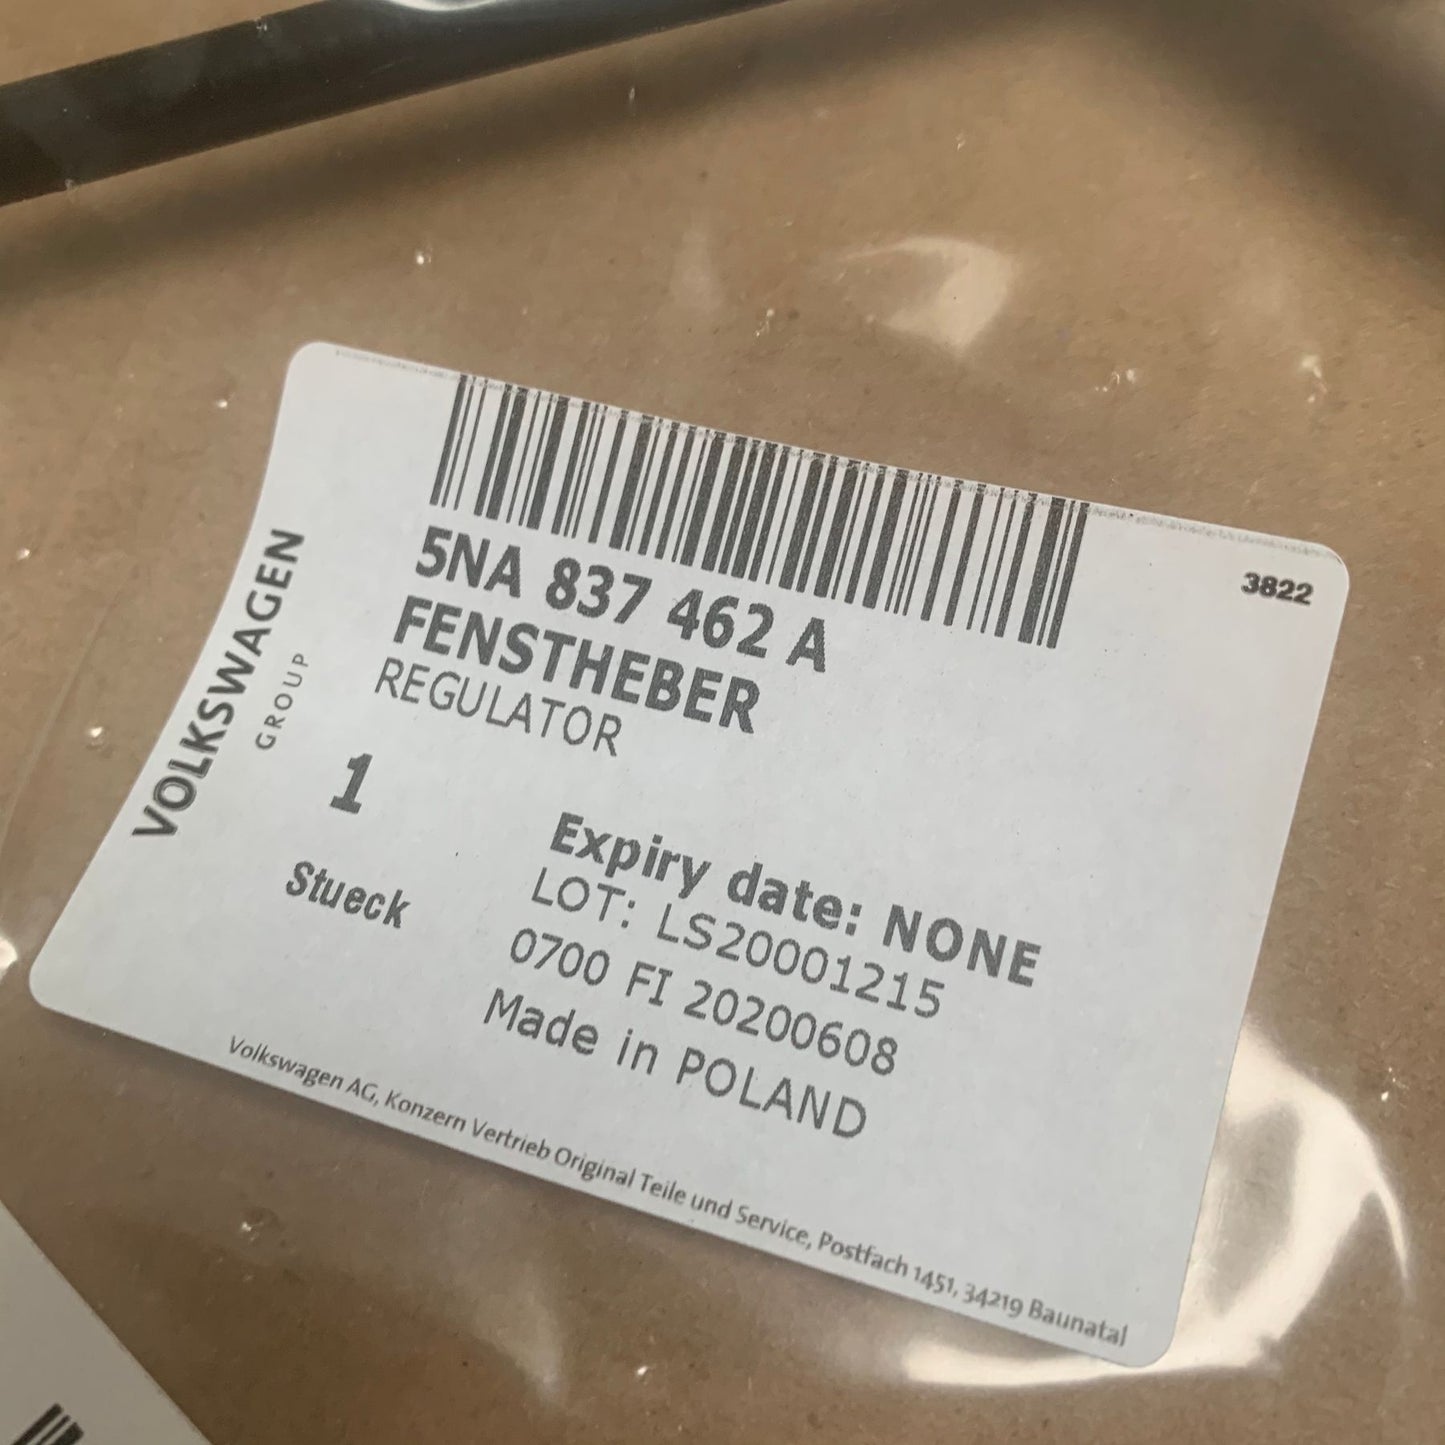 VOLKSWAGEN
GROUP
3822
5NA 837 462 A
FENSTHEBER
REGULATOR
1
Stueck
Expiry date: NONE
LOT: LS20001215
0700 FI 20200608
Made in POLAND
Volkswagen AG, Konzern Vertrieb Original Teile und Service, Postfach 1451, 34219 Baunatal